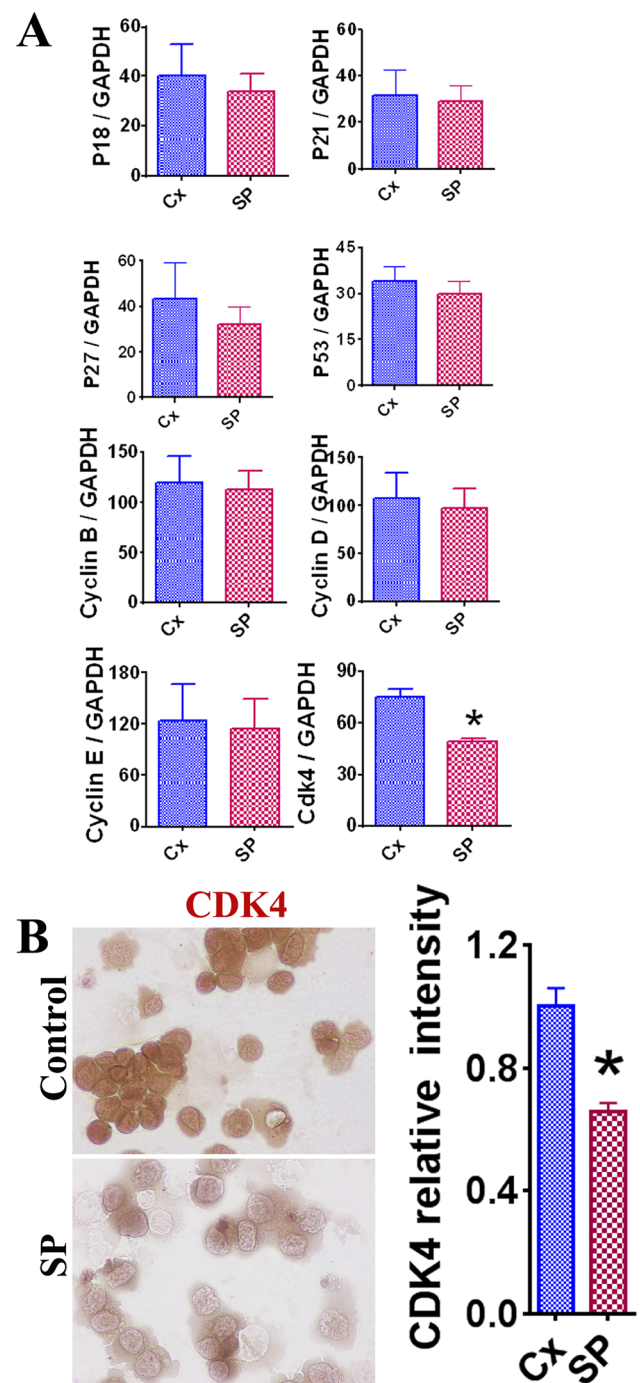 A
P18 / GAPDH
60
40
20
0
Cx
SP
P21 / GAPDH
60
30
0
Cx
SP
P27 / GAPDH
60
40
20
0
Cx
SP
P53 / GAPDH
45
30
15
0
Cx
SP
Cyclin B / GAPDH
150
100
50
0
Cx
SP
Cyclin D / GAPDH
150
100
50
0
Cx
SP
Cyclin E / GAPDH
180
120
60
0
Cx
SP
Cdk4 / GAPDH
90
60
30
0
*
Cx
SP
B
CDK4
Control
SP
CDK4 relative intensity
1.2
0.8
0.4
0.0
*
Cx
SP